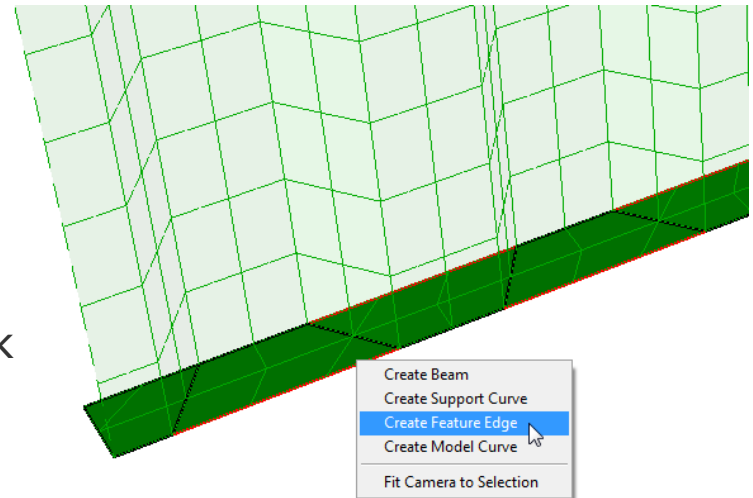 k
Create Beam
Create Support Curve
Create Feature Edge
Create Model Curve
Fit Camera to Selection